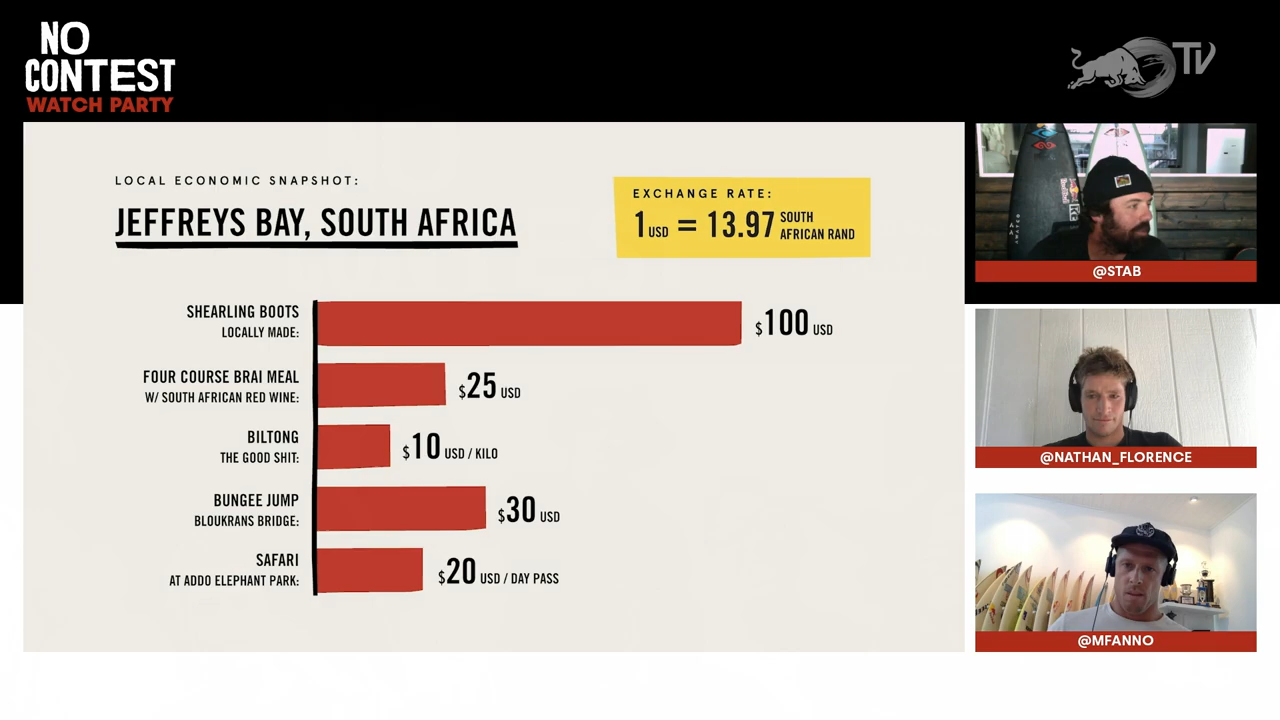 NO
CONTEST
WATCH PARTY
TV
LOCAL ECONOMIC SNAPSHOT:
JEFFREYS BAY, SOUTH AFRICA
EXCHANGE RATE:
1 USD = 13.97 SOUTH
AFRICAN RAND
SHEARLING BOOTS
LOCALLY MADE:
$100 USD
FOUR COURSE BRAI MEAL
W/ SOUTH AFRICAN RED WINE:
$25 USD
BILTONG
THE GOOD SHIT:
$10 USD / KILO
BUNGEE JUMP
BLOUKRANS BRIDGE:
$30 USD
SAFARI
AT ADDO ELEPHANT PARK:
$20 USD / DAY PASS
@STAB
@NATHAN_FLORENCE
@MFANNO